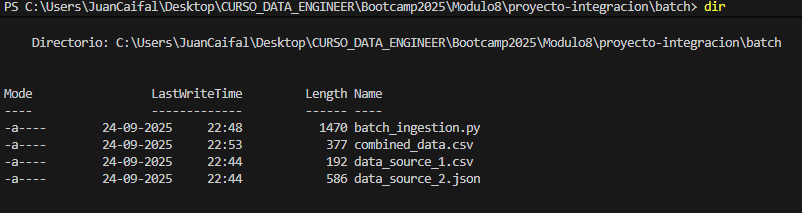 PS C:\Users\JuanCaifal\Desktop\CURSO_DATA_ENGINEER\Bootcamp2025\Modulo8\proyecto-integracion\batch> dir
Directorio: C:\Users\JuanCaifal\Desktop\CURSO_DATA_ENGINEER\Bootcamp2025\Modulo8\proyecto-integracion\batch
Mode                 LastWriteTime         Length Name
----                 -------------         ------ ----
-a----        24-09-2025     22:48           1470 batch_ingestion.py
-a----        24-09-2025     22:53            377 combined_data.csv
-a----        24-09-2025     22:44            192 data_source_1.csv
-a----        24-09-2025     22:44            586 data_source_2.json